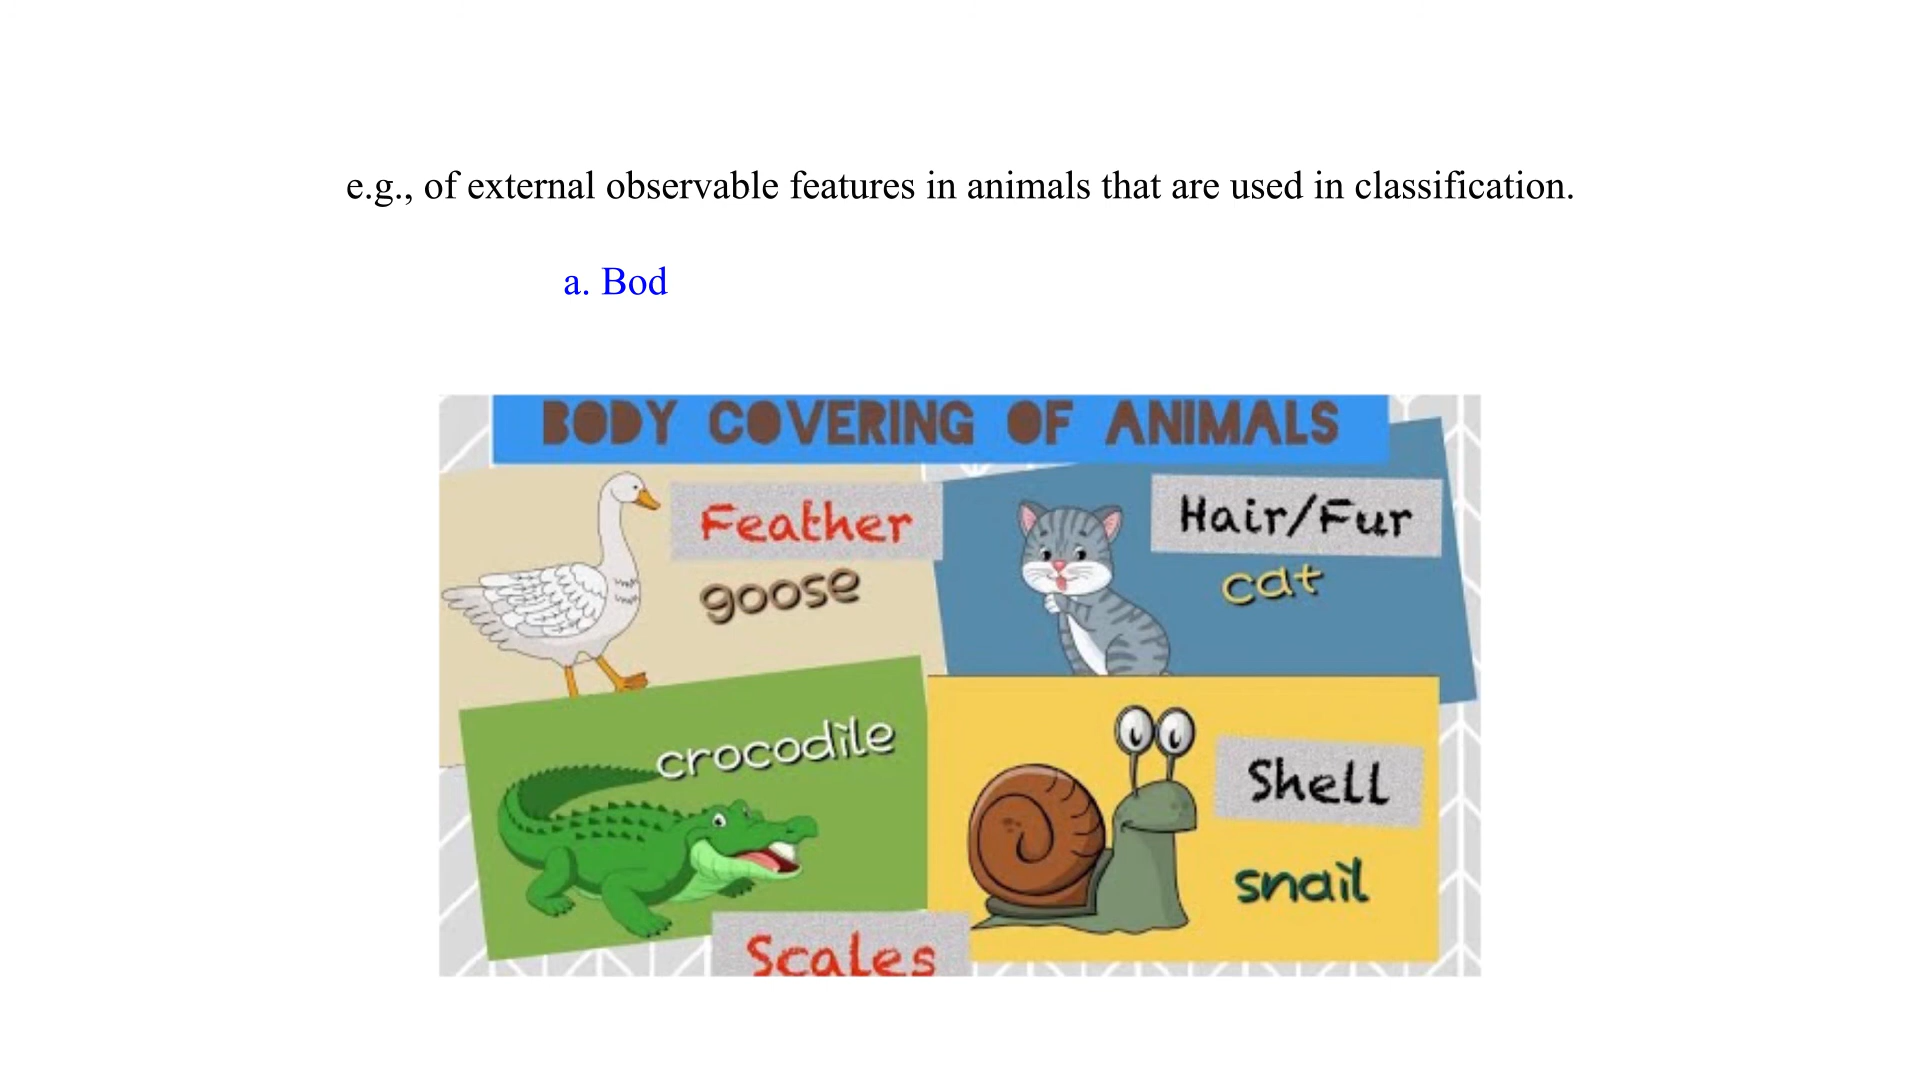 e.g., of external observable features in animals that are used in classification.
a. Bod
BODY COVERING OF ANIMALS
Feather
goose
Hair/Fur
cat
crocodile
Scales
Shell
snail